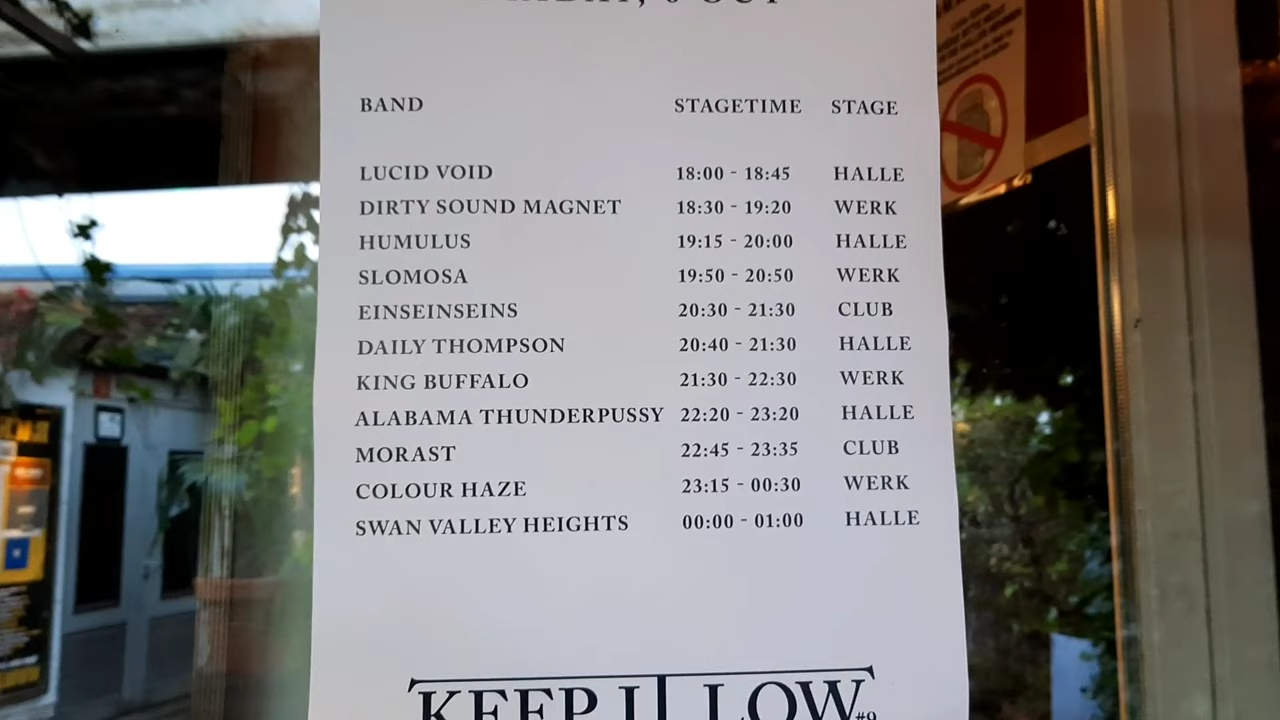 BAND STAGETIME STAGE
LUCID VOID 18:00 - 18:45 HALLE
DIRTY SOUND MAGNET 18:30 - 19:20 WERK
HUMULUS 19:15 - 20:00 HALLE
SLOMOSA 19:50 - 20:50 WERK
EINSEINSEINS 20:30 - 21:30 CLUB
DAILY THOMPSON 20:40 - 21:30 HALLE
KING BUFFALO 21:30 - 22:30 WERK
ALABAMA THUNDERPUSSY 22:20 - 23:20 HALLE
MORAST 22:45 - 23:35 CLUB
COLOUR HAZE 23:15 - 00:30 WERK
SWAN VALLEY HEIGHTS 00:00 - 01:00 HALLE
KEEP IT LOW #9